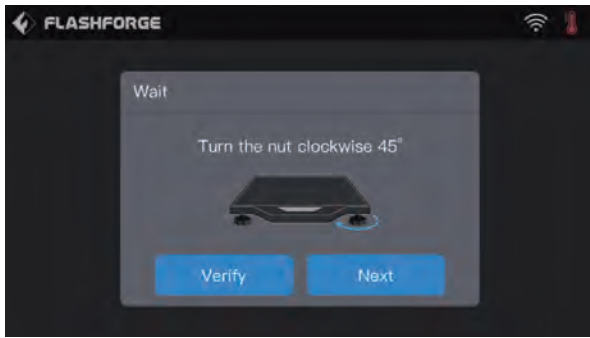 FLASHFORGE
Wait
Turn the nut clockwise 45°
Verify
Next